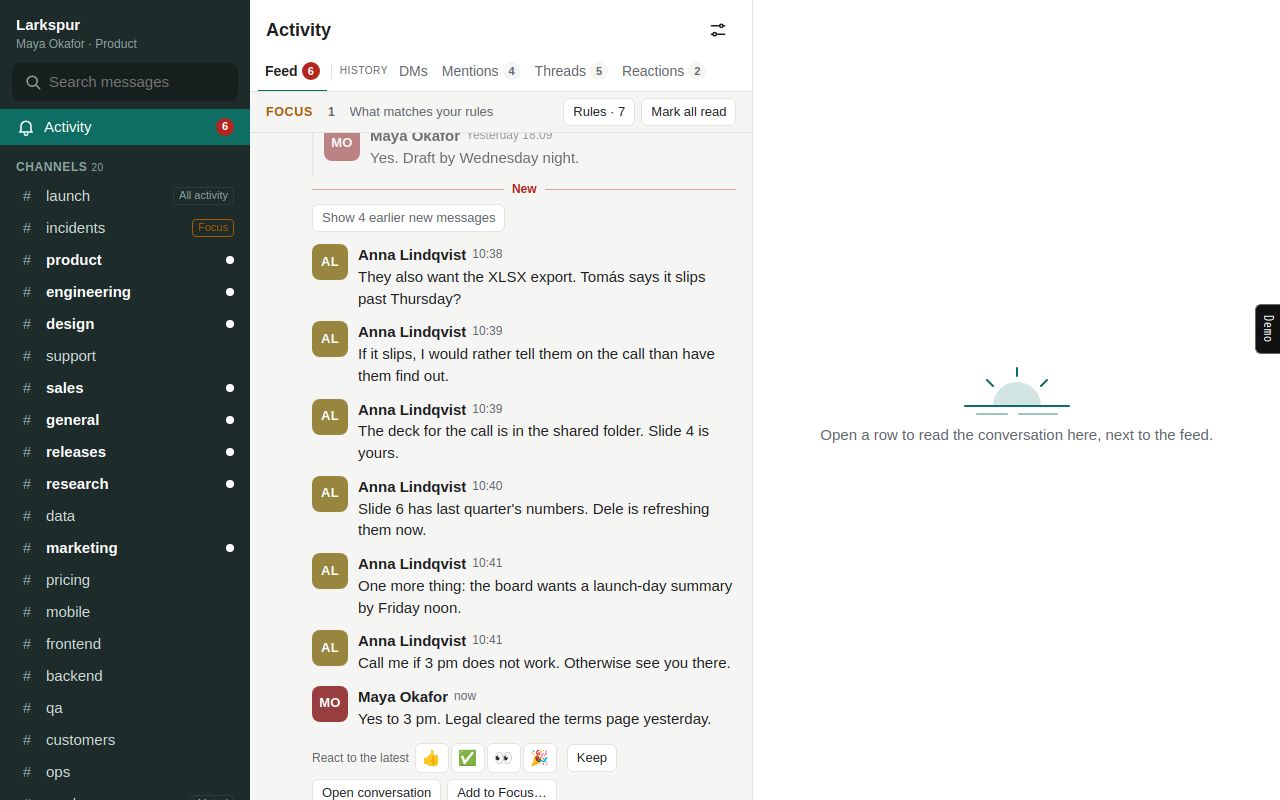 Larkspur
Maya Okafor · Product
Search messages
Activity 6
CHANNELS 20
# launch All activity
# incidents Focus
# product
# engineering
# design
# support
# sales
# general
# releases
# research
# data
# marketing
# pricing
# mobile
# frontend
# backend
# qa
# customers
# ops
Activity
Feed 6 HISTORY DMs Mentions 4 Threads 5 Reactions 2
FOCUS 1 What matches your rules Rules · 7 Mark all read
MO Maya Okafor Yesterday 18:09
Yes. Draft by Wednesday night.
New
Show 4 earlier new messages
AL Anna Lindqvist 10:38
They also want the XLSX export. Tomás says it slips
past Thursday?
AL Anna Lindqvist 10:39
If it slips, I would rather tell them on the call than have
them find out.
AL Anna Lindqvist 10:39
The deck for the call is in the shared folder. Slide 4 is
yours.
AL Anna Lindqvist 10:40
Slide 6 has last quarter's numbers. Dele is refreshing
them now.
AL Anna Lindqvist 10:41
One more thing: the board wants a launch-day summary
by Friday noon.
AL Anna Lindqvist 10:41
Call me if 3 pm does not work. Otherwise see you there.
MO Maya Okafor now
Yes to 3 pm. Legal cleared the terms page yesterday.
React to the latest 👍 ✅ 👀 🎉 Keep
Open conversation Add to Focus…
Open a row to read the conversation here, next to the feed.
Demo